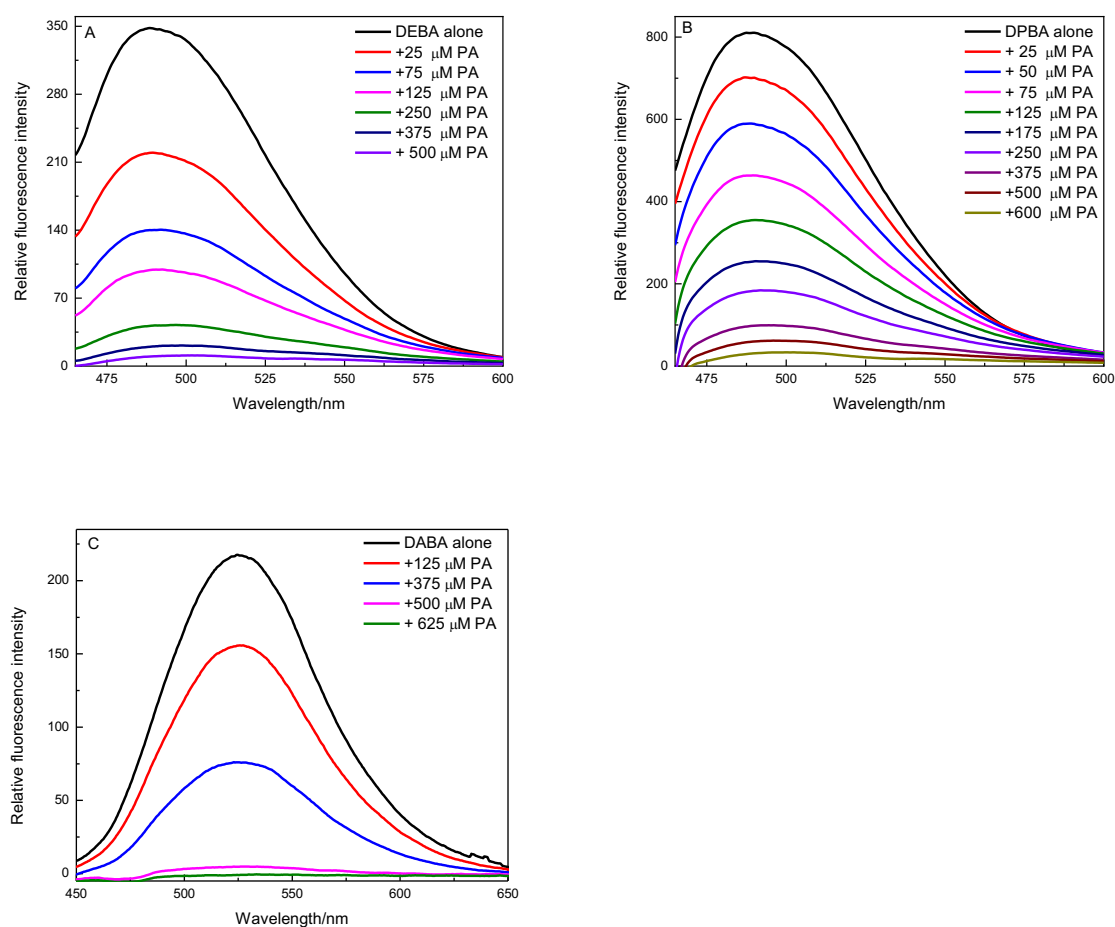 A
DEBA alone
+25 μM PA
+75 μM PA
+125 μM PA
+250 μM PA
+375 μM PA
+ 500 μM PA
350
280
210
140
70
0
475 500 525 550 575 600
Relative fluorescence intensity
Wavelength/nm
B
DPBA alone
+ 25 μM PA
+ 50 μM PA
+ 75 μM PA
+125 μM PA
+175 μM PA
+250 μM PA
+375 μM PA
+500 μM PA
+600 μM PA
800
600
400
200
0
475 500 525 550 575 600
Relative fluorescence intensity
Wavelength/nm
C
DABA alone
+125 μM PA
+375 μM PA
+500 μM PA
+ 625 μM PA
200
150
100
50
0
450 500 550 600 650
Relative fluorescence intensity
Wavelength/nm